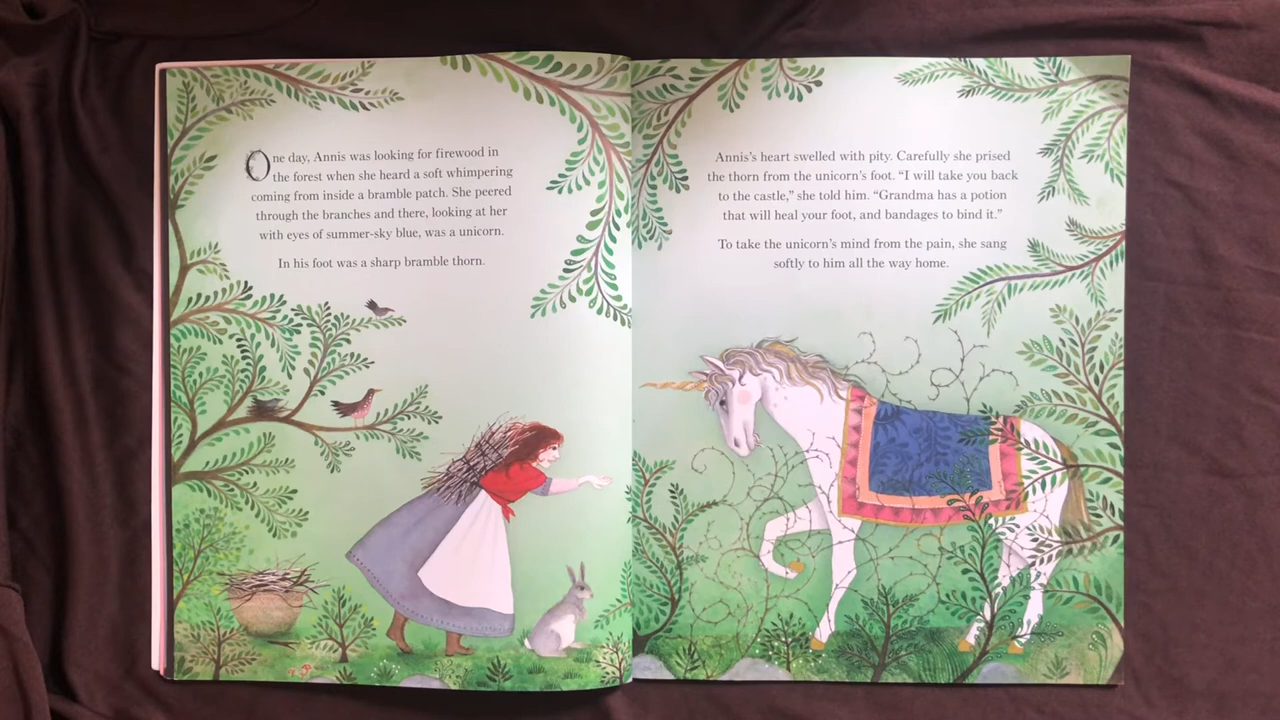 One day, Annis was looking for firewood in
the forest when she heard a soft whimpering
coming from inside a bramble patch. She peered
through the branches and there, looking at her
with eyes of summer-sky blue, was a unicorn.
In his foot was a sharp bramble thorn.
Annis’s heart swelled with pity. Carefully she prised
the thorn from the unicorn’s foot. “I will take you back
to the castle,” she told him. “Grandma has a potion
that will heal your foot, and bandages to bind it.”
To take the unicorn’s mind from the pain, she sang
softly to him all the way home.